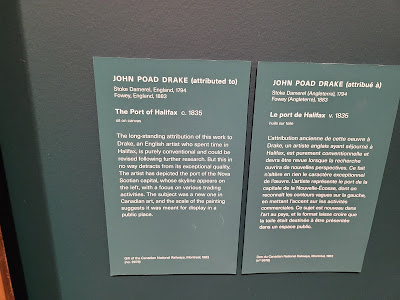 JOHN POAD DRAKE (attributed to)
Stoke Damerel, England, 1794
Fowey, England, 1883
The Port of Halifax c. 1835
oil on canvas
The long-standing attribution of this work to
Drake, an English artist who spent time in
Halifax, is purely conventional and could be
revised following further research. But this in
no way detracts from its exceptional quality.
The artist has depicted the port of the Nova
Scotian capital, whose skyline appears on
the left, with a focus on various trading
activities. The subject was a new one in
Canadian art, and the scale of the painting
suggests it was meant for display in a
public place.
Gift of the Canadian National Railways, Montreal, 1963
JOHN POAD DRAKE (attribué à)
Stoke Damerel (Angleterre), 1794
Fowey (Angleterre), 1883
Le port de Halifax v. 1835
huile sur toile
L'attribution ancienne de cette œuvre à
Drake, un artiste anglais ayant séjourné à
Halifax, est purement conventionnelle et
devra être revue lorsque la recherche
ouvrira de nouvelles perspectives. Ce qui
n'altère en rien le caractère exceptionnel
de l'œuvre. L'artiste représente le port de la
capitale de la Nouvelle-Écosse, dont on
reconnaît les contours vagues sur la gauche,
en mettant l'accent sur les activités
commerciales. Ce sujet est nouveau dans
l'art au pays, et le format laisse croire que
la toile était destinée à être présentée
dans un espace public.
Don du Canadien National Railways, Montréal, 1963